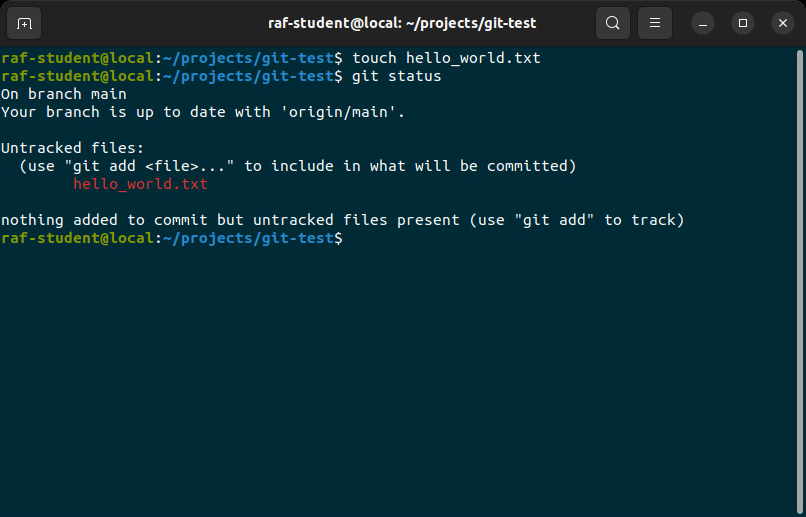 raf-student@local: ~/projects/git-test
raf-student@local:~/projects/git-test$ touch hello_world.txt
raf-student@local:~/projects/git-test$ git status
On branch main
Your branch is up to date with 'origin/main'.
Untracked files:
  (use "git add <file>..." to include in what will be committed)
        hello_world.txt
nothing added to commit but untracked files present (use "git add" to track)
raf-student@local:~/projects/git-test$